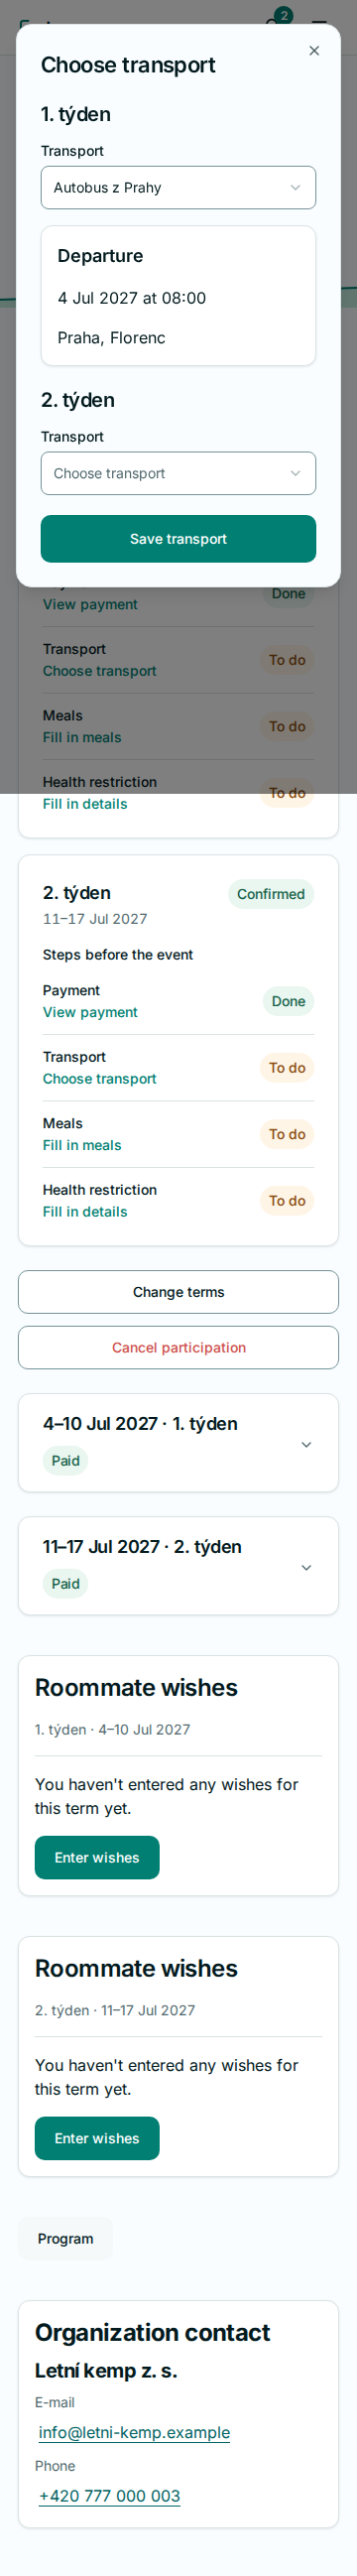 2
Choose transport
1. týden
Transport
Autobus z Prahy
Departure
4 Jul 2027 at 08:00
Praha, Florenc
2. týden
Transport
Choose transport
Save transport
Done
View payment
Transport
To do
Choose transport
Meals
To do
Fill in meals
Health restriction
To do
Fill in details
2. týden
Confirmed
11–17 Jul 2027
Steps before the event
Payment
Done
View payment
Transport
To do
Choose transport
Meals
To do
Fill in meals
Health restriction
To do
Fill in details
Change terms
Cancel participation
4–10 Jul 2027 · 1. týden
Paid
11–17 Jul 2027 · 2. týden
Paid
Roommate wishes
1. týden · 4–10 Jul 2027
You haven't entered any wishes for
this term yet.
Enter wishes
Roommate wishes
2. týden · 11–17 Jul 2027
You haven't entered any wishes for
this term yet.
Enter wishes
Program
Organization contact
Letní kemp z. s.
E-mail
info@letni-kemp.example
Phone
+420 777 000 003